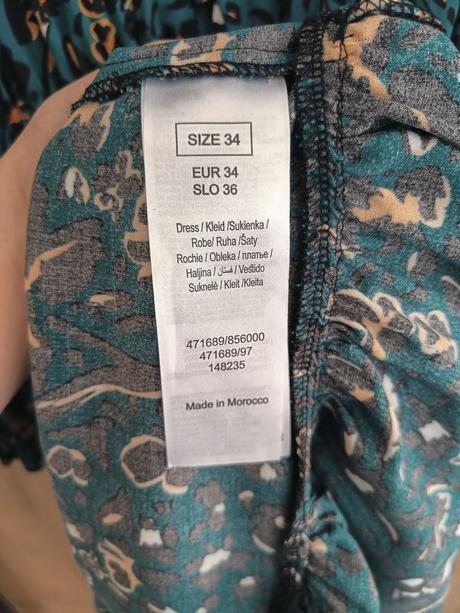 SIZE 34
EUR 34
SLO 36
Dress / Kleid /Sukienka /
Robe/ Ruha /Šaty
Rochie / Obleka / платье /
Haljina / فستان / Vestido
Suknelė / Kleit /Kleita
471689/856000
471689/97
148235
Made in Morocco